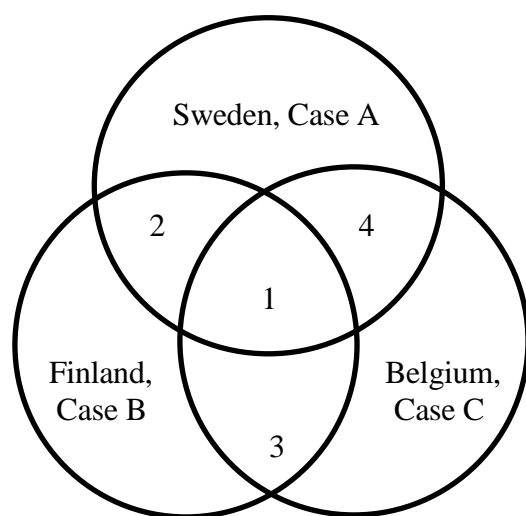 Sweden, Case A
2
4
1
Finland,
Case B
Belgium,
Case C
3